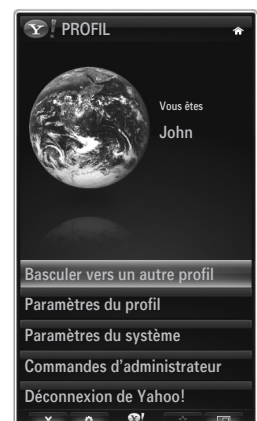 Y! PROFIL
Vous êtes
John
Basculer vers un autre profil
Paramètres du profil
Paramètres du système
Commandes d'administrateur
Déconnexion de Yahoo!
Y!